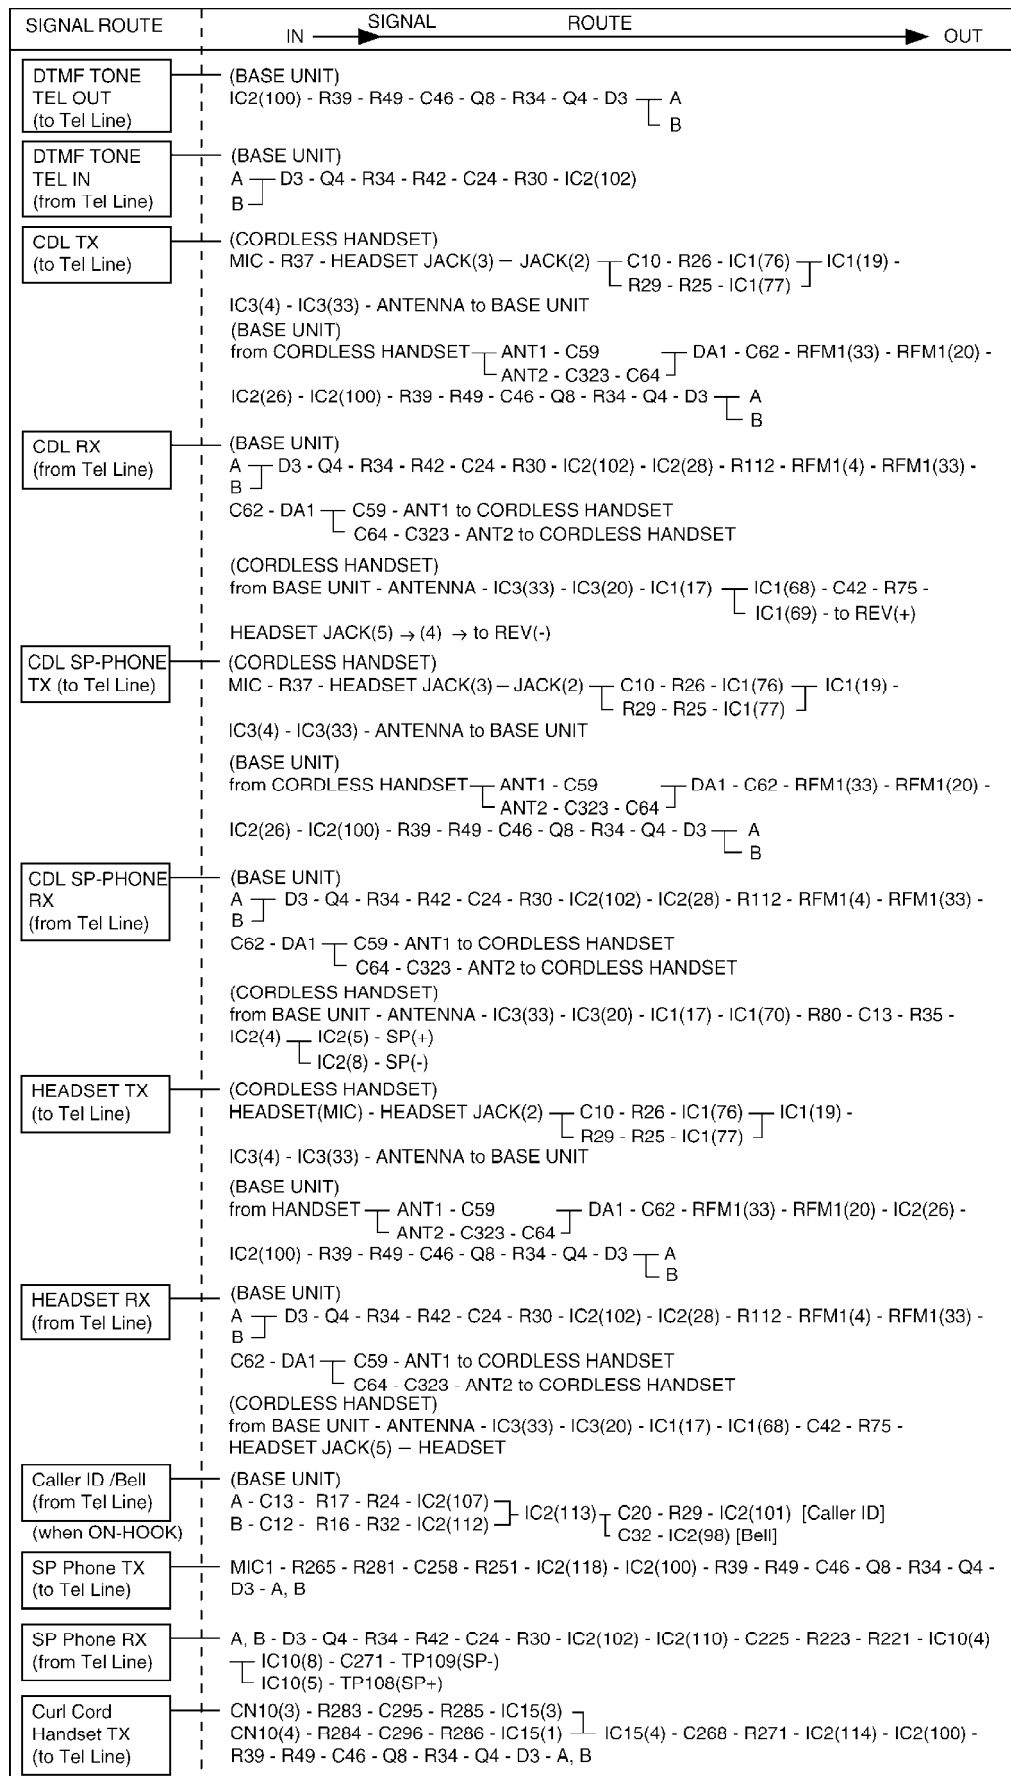 SIGNAL ROUTE
SIGNAL ROUTE
IN OUT
DTMF TONE
TEL OUT
(to Tel Line)
(BASE UNIT)
IC2(100) - R39 - R49 - C46 - Q8 - R34 - Q4 - D3 A
B
DTMF TONE
TEL IN
(from Tel Line)
(BASE UNIT)
A D3 - Q4 - R34 - R42 - C24 - R30 - IC2(102)
B
CDL TX
(to Tel Line)
(CORDLESS HANDSET)
MIC - R37 - HEADSET JACK(3) – JACK(2) C10 - R26 - IC1(76) IC1(19) -
R29 - R25 - IC1(77)
IC3(4) - IC3(33) - ANTENNA to BASE UNIT
(BASE UNIT)
from CORDLESS HANDSET ANT1 - C59 DA1 - C62 - RFM1(33) - RFM1(20) -
ANT2 - C323 - C64
IC2(26) - IC2(100) - R39 - R49 - C46 - Q8 - R34 - Q4 - D3 A
B
CDL RX
(from Tel Line)
(BASE UNIT)
A D3 - Q4 - R34 - R42 - C24 - R30 - IC2(102) - IC2(28) - R112 - RFM1(4) - RFM1(33) -
B
C62 - DA1 C59 - ANT1 to CORDLESS HANDSET
C64 - C323 - ANT2 to CORDLESS HANDSET
(CORDLESS HANDSET)
from BASE UNIT - ANTENNA - IC3(33) - IC3(20) - IC1(17) IC1(68) - C42 - R75 -
IC1(69) - to REV(+)
HEADSET JACK(5) → (4) → to REV(-)
CDL SP-PHONE
TX (to Tel Line)
(CORDLESS HANDSET)
MIC - R37 - HEADSET JACK(3) – JACK(2) C10 - R26 - IC1(76) IC1(19) -
R29 - R25 - IC1(77)
IC3(4) - IC3(33) - ANTENNA to BASE UNIT
(BASE UNIT)
from CORDLESS HANDSET ANT1 - C59 DA1 - C62 - RFM1(33) - RFM1(20) -
ANT2 - C323 - C64
IC2(26) - IC2(100) - R39 - R49 - C46 - Q8 - R34 - Q4 - D3 A
B
CDL SP-PHONE
RX
(from Tel Line)
(BASE UNIT)
A D3 - Q4 - R34 - R42 - C24 - R30 - IC2(102) - IC2(28) - R112 - RFM1(4) - RFM1(33) -
B
C62 - DA1 C59 - ANT1 to CORDLESS HANDSET
C64 - C323 - ANT2 to CORDLESS HANDSET
(CORDLESS HANDSET)
from BASE UNIT - ANTENNA - IC3(33) - IC3(20) - IC1(17) - IC1(70) - R80 - C13 - R35 -
IC2(4) IC2(5) - SP(+)
IC2(8) - SP(-)
HEADSET TX
(to Tel Line)
(CORDLESS HANDSET)
HEADSET(MIC) - HEADSET JACK(2) C10 - R26 - IC1(76) IC1(19) -
R29 - R25 - IC1(77)
IC3(4) - IC3(33) - ANTENNA to BASE UNIT
(BASE UNIT)
from HANDSET ANT1 - C59 DA1 - C62 - RFM1(33) - RFM1(20) - IC2(26) -
ANT2 - C323 - C64
IC2(100) - R39 - R49 - C46 - Q8 - R34 - Q4 - D3 A
B
HEADSET RX
(from Tel Line)
(BASE UNIT)
A D3 - Q4 - R34 - R42 - C24 - R30 - IC2(102) - IC2(28) - R112 - RFM1(4) - RFM1(33) -
B
C62 - DA1 C59 - ANT1 to CORDLESS HANDSET
C64 - C323 - ANT2 to CORDLESS HANDSET
(CORDLESS HANDSET)
from BASE UNIT - ANTENNA - IC3(33) - IC3(20) - IC1(17) - IC1(68) - C42 - R75 -
HEADSET JACK(5) – HEADSET
Caller ID /Bell
(from Tel Line)
(when ON-HOOK)
(BASE UNIT)
A - C13 - R17 - R24 - IC2(107) IC2(113) C20 - R29 - IC2(101) [Caller ID]
B - C12 - R16 - R32 - IC2(112) C32 - IC2(98) [Bell]
SP Phone TX
(to Tel Line)
MIC1 - R265 - R281 - C258 - R251 - IC2(118) - IC2(100) - R39 - R49 - C46 - Q8 - R34 - Q4 -
D3 - A, B
SP Phone RX
(from Tel Line)
A, B - D3 - Q4 - R34 - R42 - C24 - R30 - IC2(102) - IC2(110) - C225 - R223 - R221 - IC10(4)
IC10(8) - C271 - TP109(SP-)
IC10(5) - TP108(SP+)
Curl Cord
Handset TX
(to Tel Line)
CN10(3) - R283 - C295 - R285 - IC15(3)
CN10(4) - R284 - C296 - R286 - IC15(1) IC15(4) - C268 - R271 - IC2(114) - IC2(100) -
R39 - R49 - C46 - Q8 - R34 - Q4 - D3 - A, B